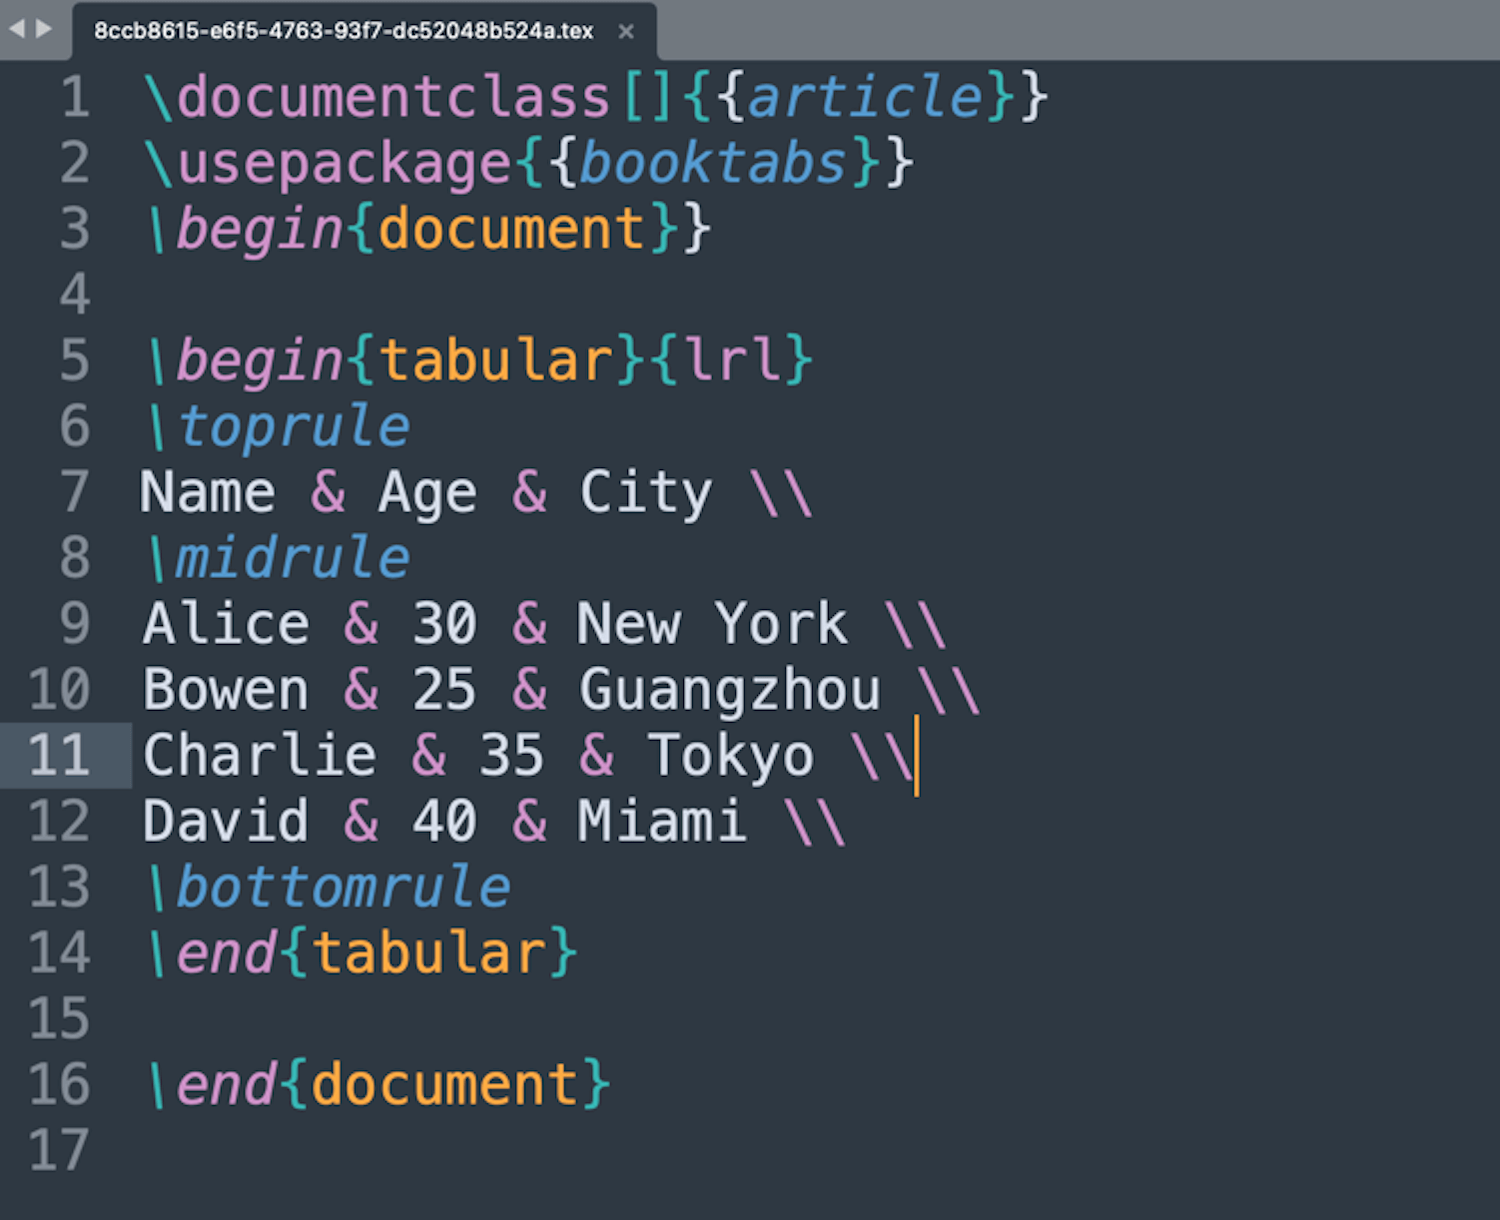 8ccb8615-e6f5-4763-93f7-dc52048b524a.tex ×
1 \documentclass[]{{article}}
2 \usepackage{{booktabs}}
3 \begin{document}}
4
5 \begin{tabular}{lrl}
6 \toprule
7 Name & Age & City \\
8 \midrule
9 Alice & 30 & New York \\
10 Bowen & 25 & Guangzhou \\
11 Charlie & 35 & Tokyo \\
12 David & 40 & Miami \\
13 \bottomrule
14 \end{tabular}
15
16 \end{document}
17